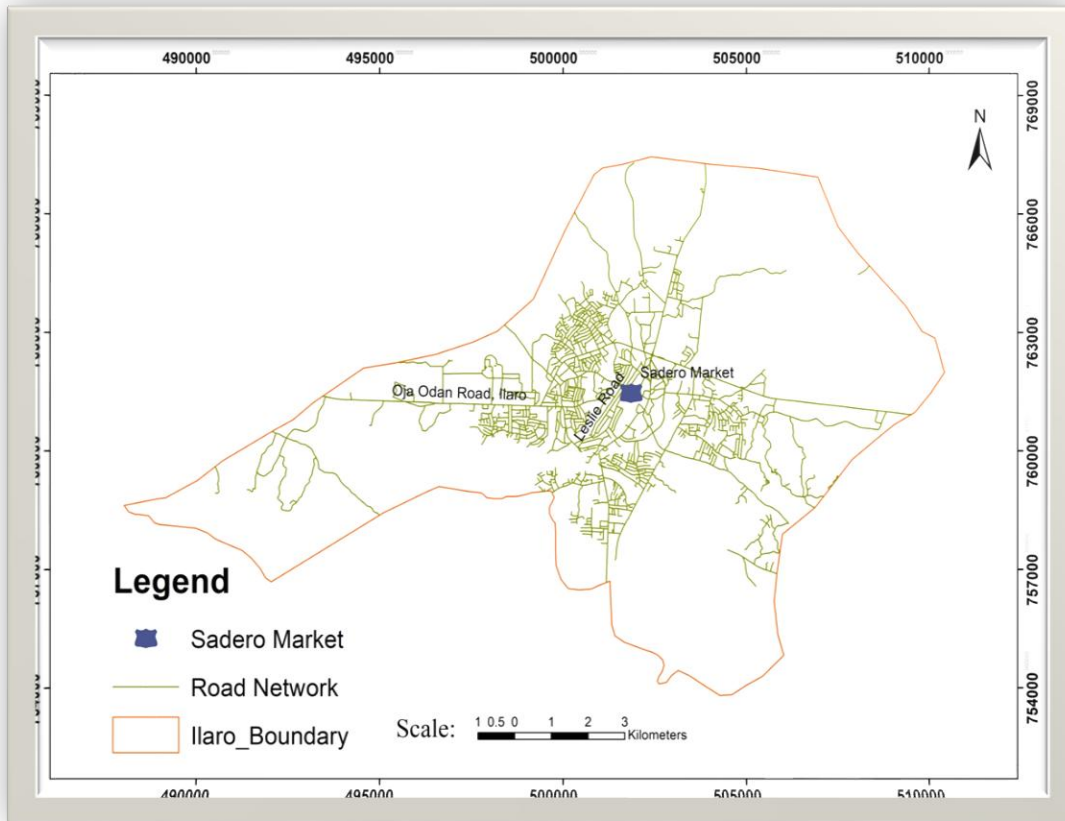 490000 495000 500000 505000 510000
769000
N
766000
763000
Sadero Market
Oja Odan Road, Ilaro
Leslie Road
760000
757000
Legend
Sadero Market
Road Network
Ilaro_Boundary
754000
Scale:
1 0.5 0 1 2 3
Kilometers
490000 495000 500000 505000 510000